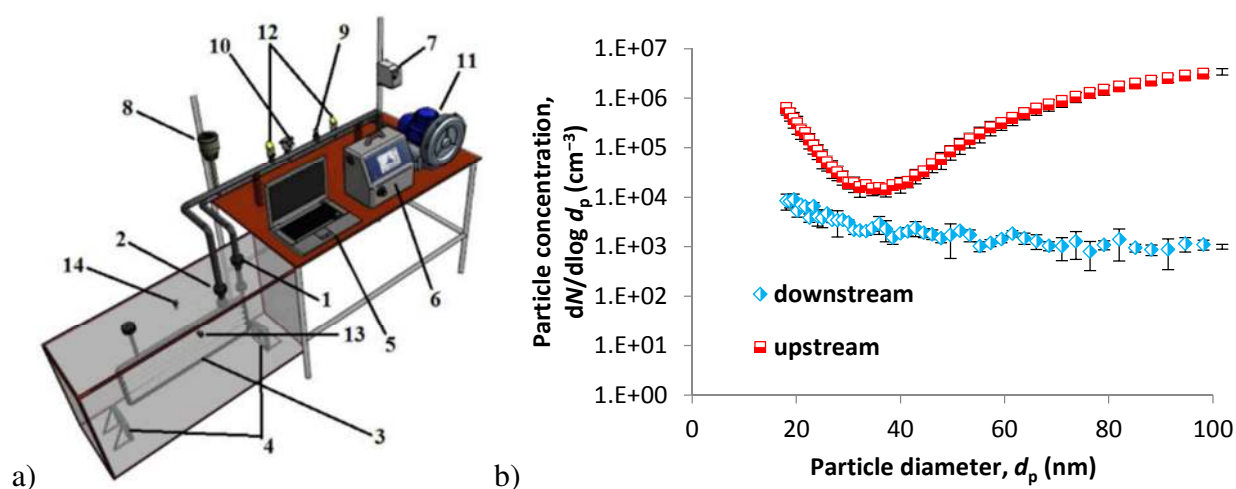 12
10
9
7
11
8
2
14
1
6
5
13
3
4
a)
b)
Particle concentration,
dN/dlog dp (cm−3)
1.E+07
1.E+06
1.E+05
1.E+04
1.E+03
1.E+02
1.E+01
1.E+00
downstream
upstream
0
20
40
60
80
100
Particle diameter, dp (nm)